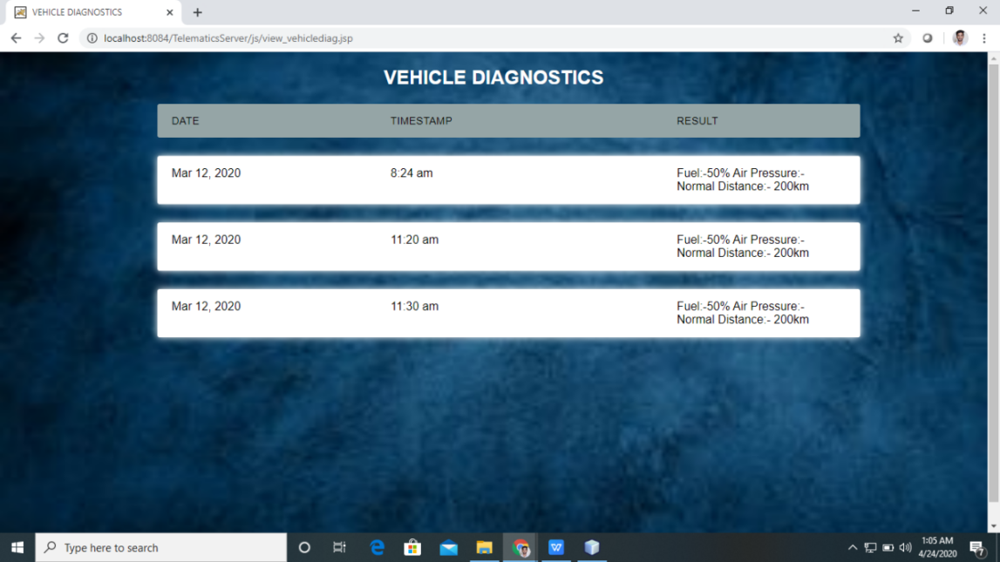 VEHICLE DIAGNOSTICS
localhost:8084/TelematicsServer/js/view_vehiclediag.jsp
VEHICLE DIAGNOSTICS
DATE TIMESTAMP RESULT
Mar 12, 2020 8:24 am Fuel:-50% Air Pressure:-
Normal Distance:- 200km
Mar 12, 2020 11:20 am Fuel:-50% Air Pressure:-
Normal Distance:- 200km
Mar 12, 2020 11:30 am Fuel:-50% Air Pressure:-
Normal Distance:- 200km
Type here to search
1:05 AM
4/24/2020
7